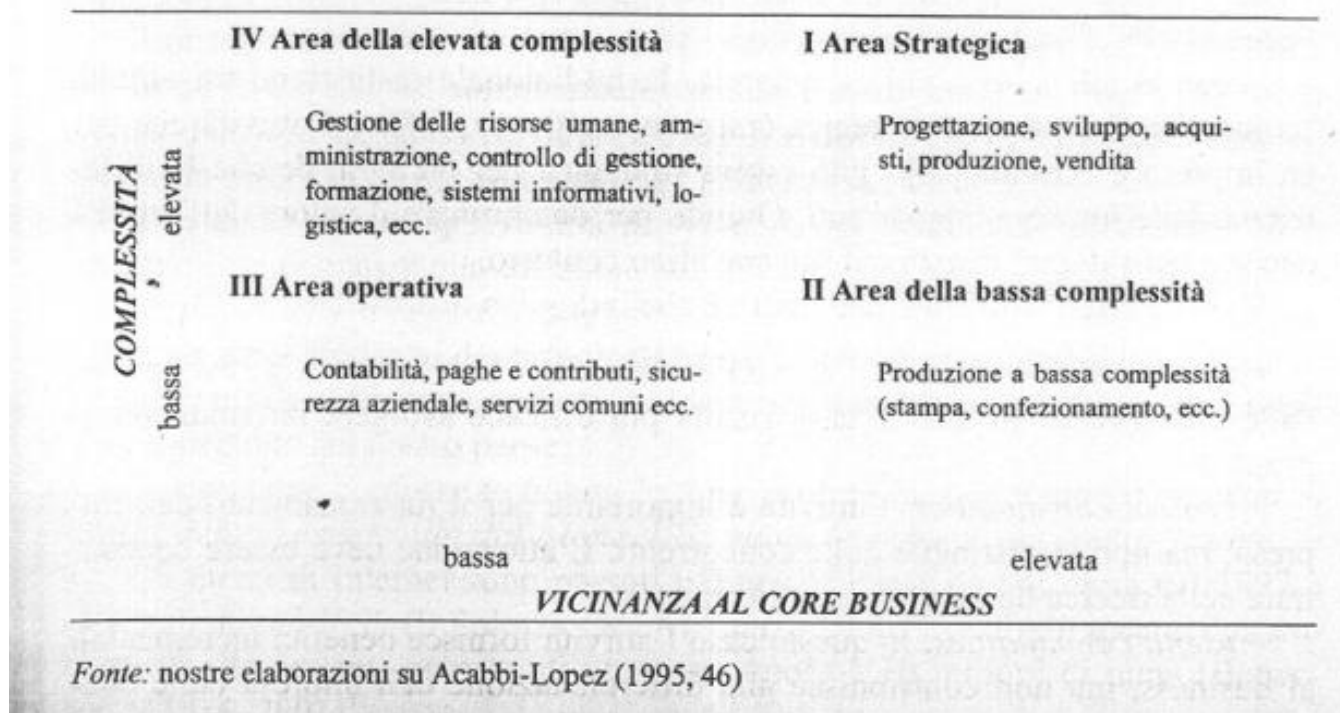 IV Area della elevata complessità
I Area Strategica
Gestione delle risorse umane, am-
ministrazione, controllo di gestione,
formazione, sistemi informativi, lo-
gistica, ecc.
Progettazione, sviluppo, acqui-
sti, produzione, vendita
COMPLESSITÀ
elevata
bassa
III Area operativa
II Area della bassa complessità
Contabilità, paghe e contributi, sicu-
rezza aziendale, servizi comuni ecc.
Produzione a bassa complessità
(stampa, confezionamento, ecc.)
bassa
elevata
VICINANZA AL CORE BUSINESS
Fonte: nostre elaborazioni su Acabbi-Lopez (1995, 46)